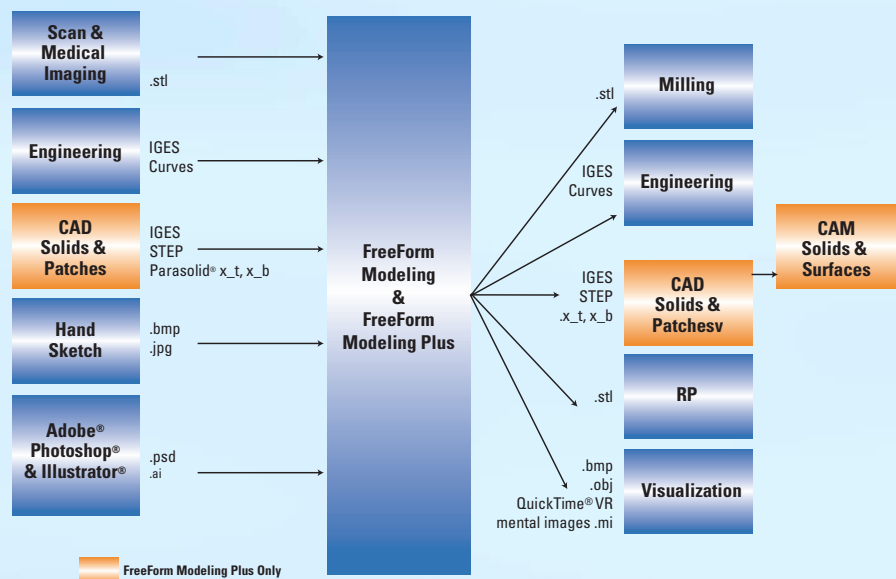 Scan &
Medical
Imaging
.stl
Engineering
IGES
Curves
CAD
Solids &
Patches
IGES
STEP
Parasolid® x_t, x_b
Hand
Sketch
.bmp
.jpg
Adobe®
Photoshop®
& Illustrator®
.psd
.ai
FreeForm
Modeling
&
FreeForm
Modeling Plus
.stl
Milling
IGES
Curves
Engineering
IGES
STEP
.x_t, x_b
CAD
Solids &
Patchesv
CAM
Solids &
Surfaces
.stl
RP
.bmp
.obj
QuickTime® VR
mental images .mi
Visualization
FreeForm Modeling Plus Only